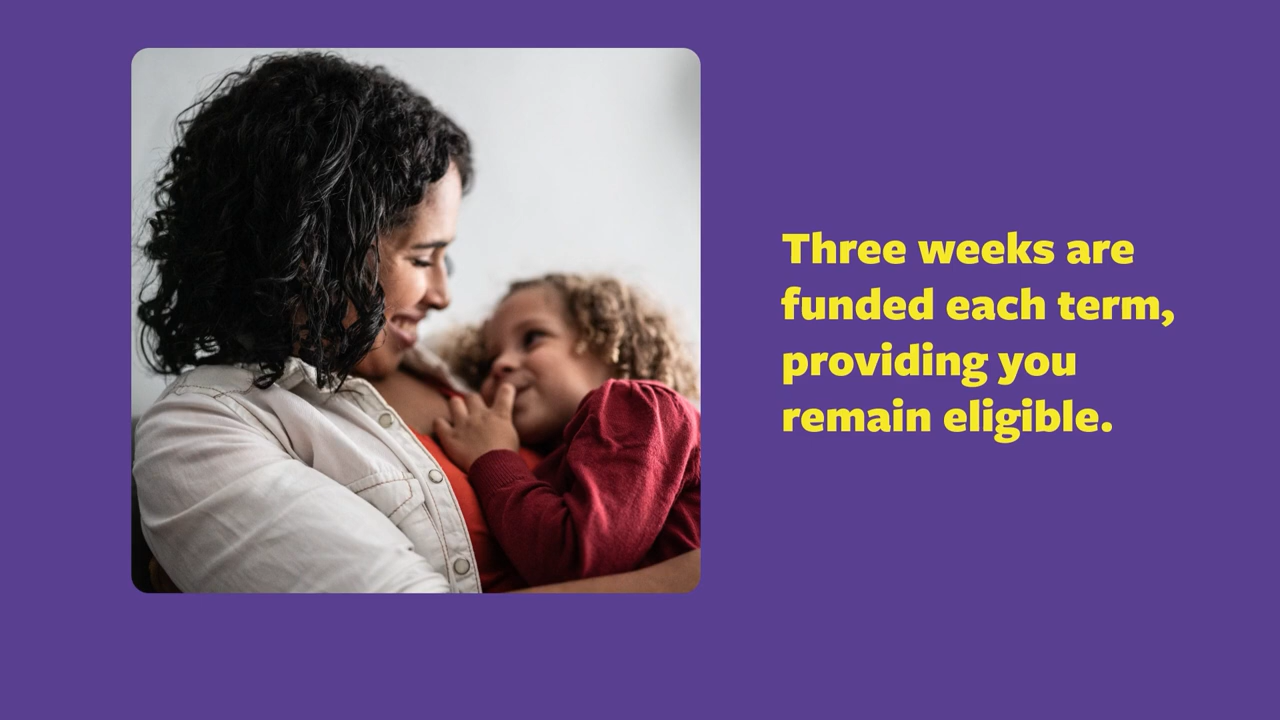 Three weeks are
funded each term,
providing you
remain eligible.